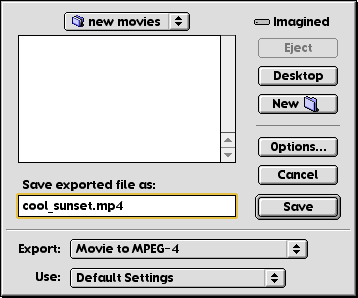 new movies
Imagined
Eject
Desktop
New
Save exported file as:
cool_sunset.mp4
Options...
Cancel
Save
Export: Movie to MPEG-4
Use: Default Settings